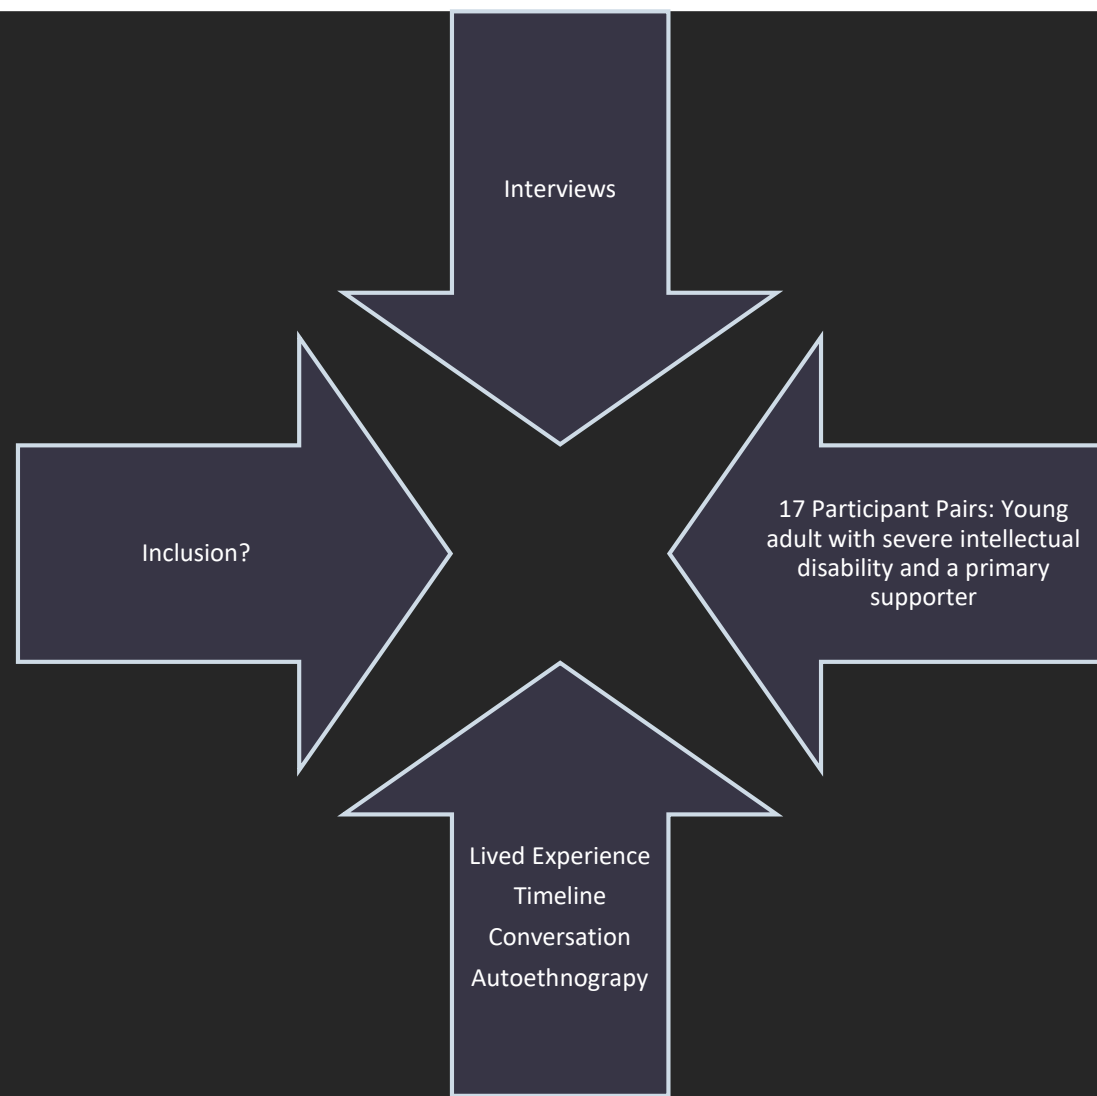 Interviews
Inclusion?
17 Participant Pairs: Young
adult with severe intellectual
disability and a primary
supporter
Lived Experience
Timeline
Conversation
Autoethnograpy